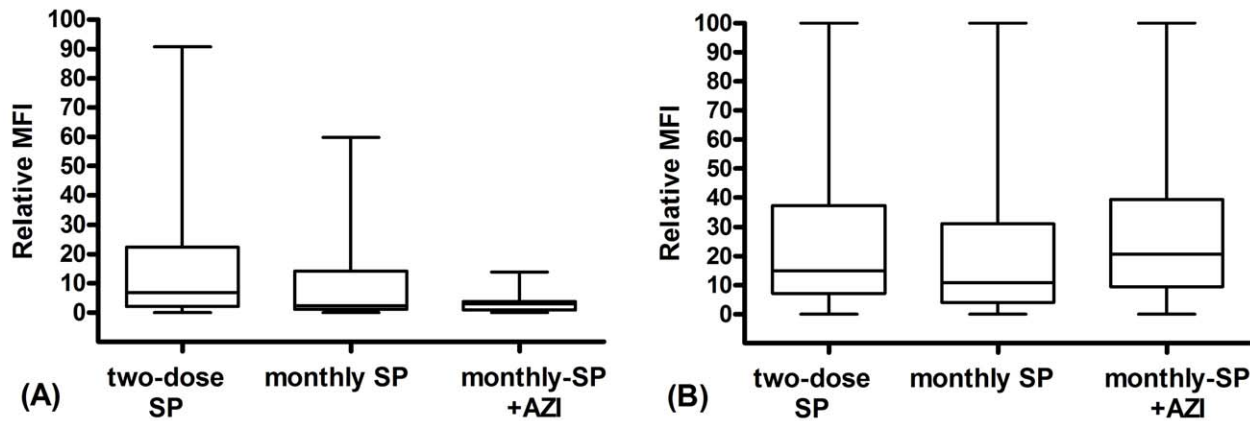 Relative MFI
100
90
80
70
60
50
40
30
20
10
0
two-dose
SP
monthly SP
monthly-SP
+AZI
(A)
Relative MFI
100
90
80
70
60
50
40
30
20
10
0
two-dose
SP
monthly SP
monthly-SP
+AZI
(B)